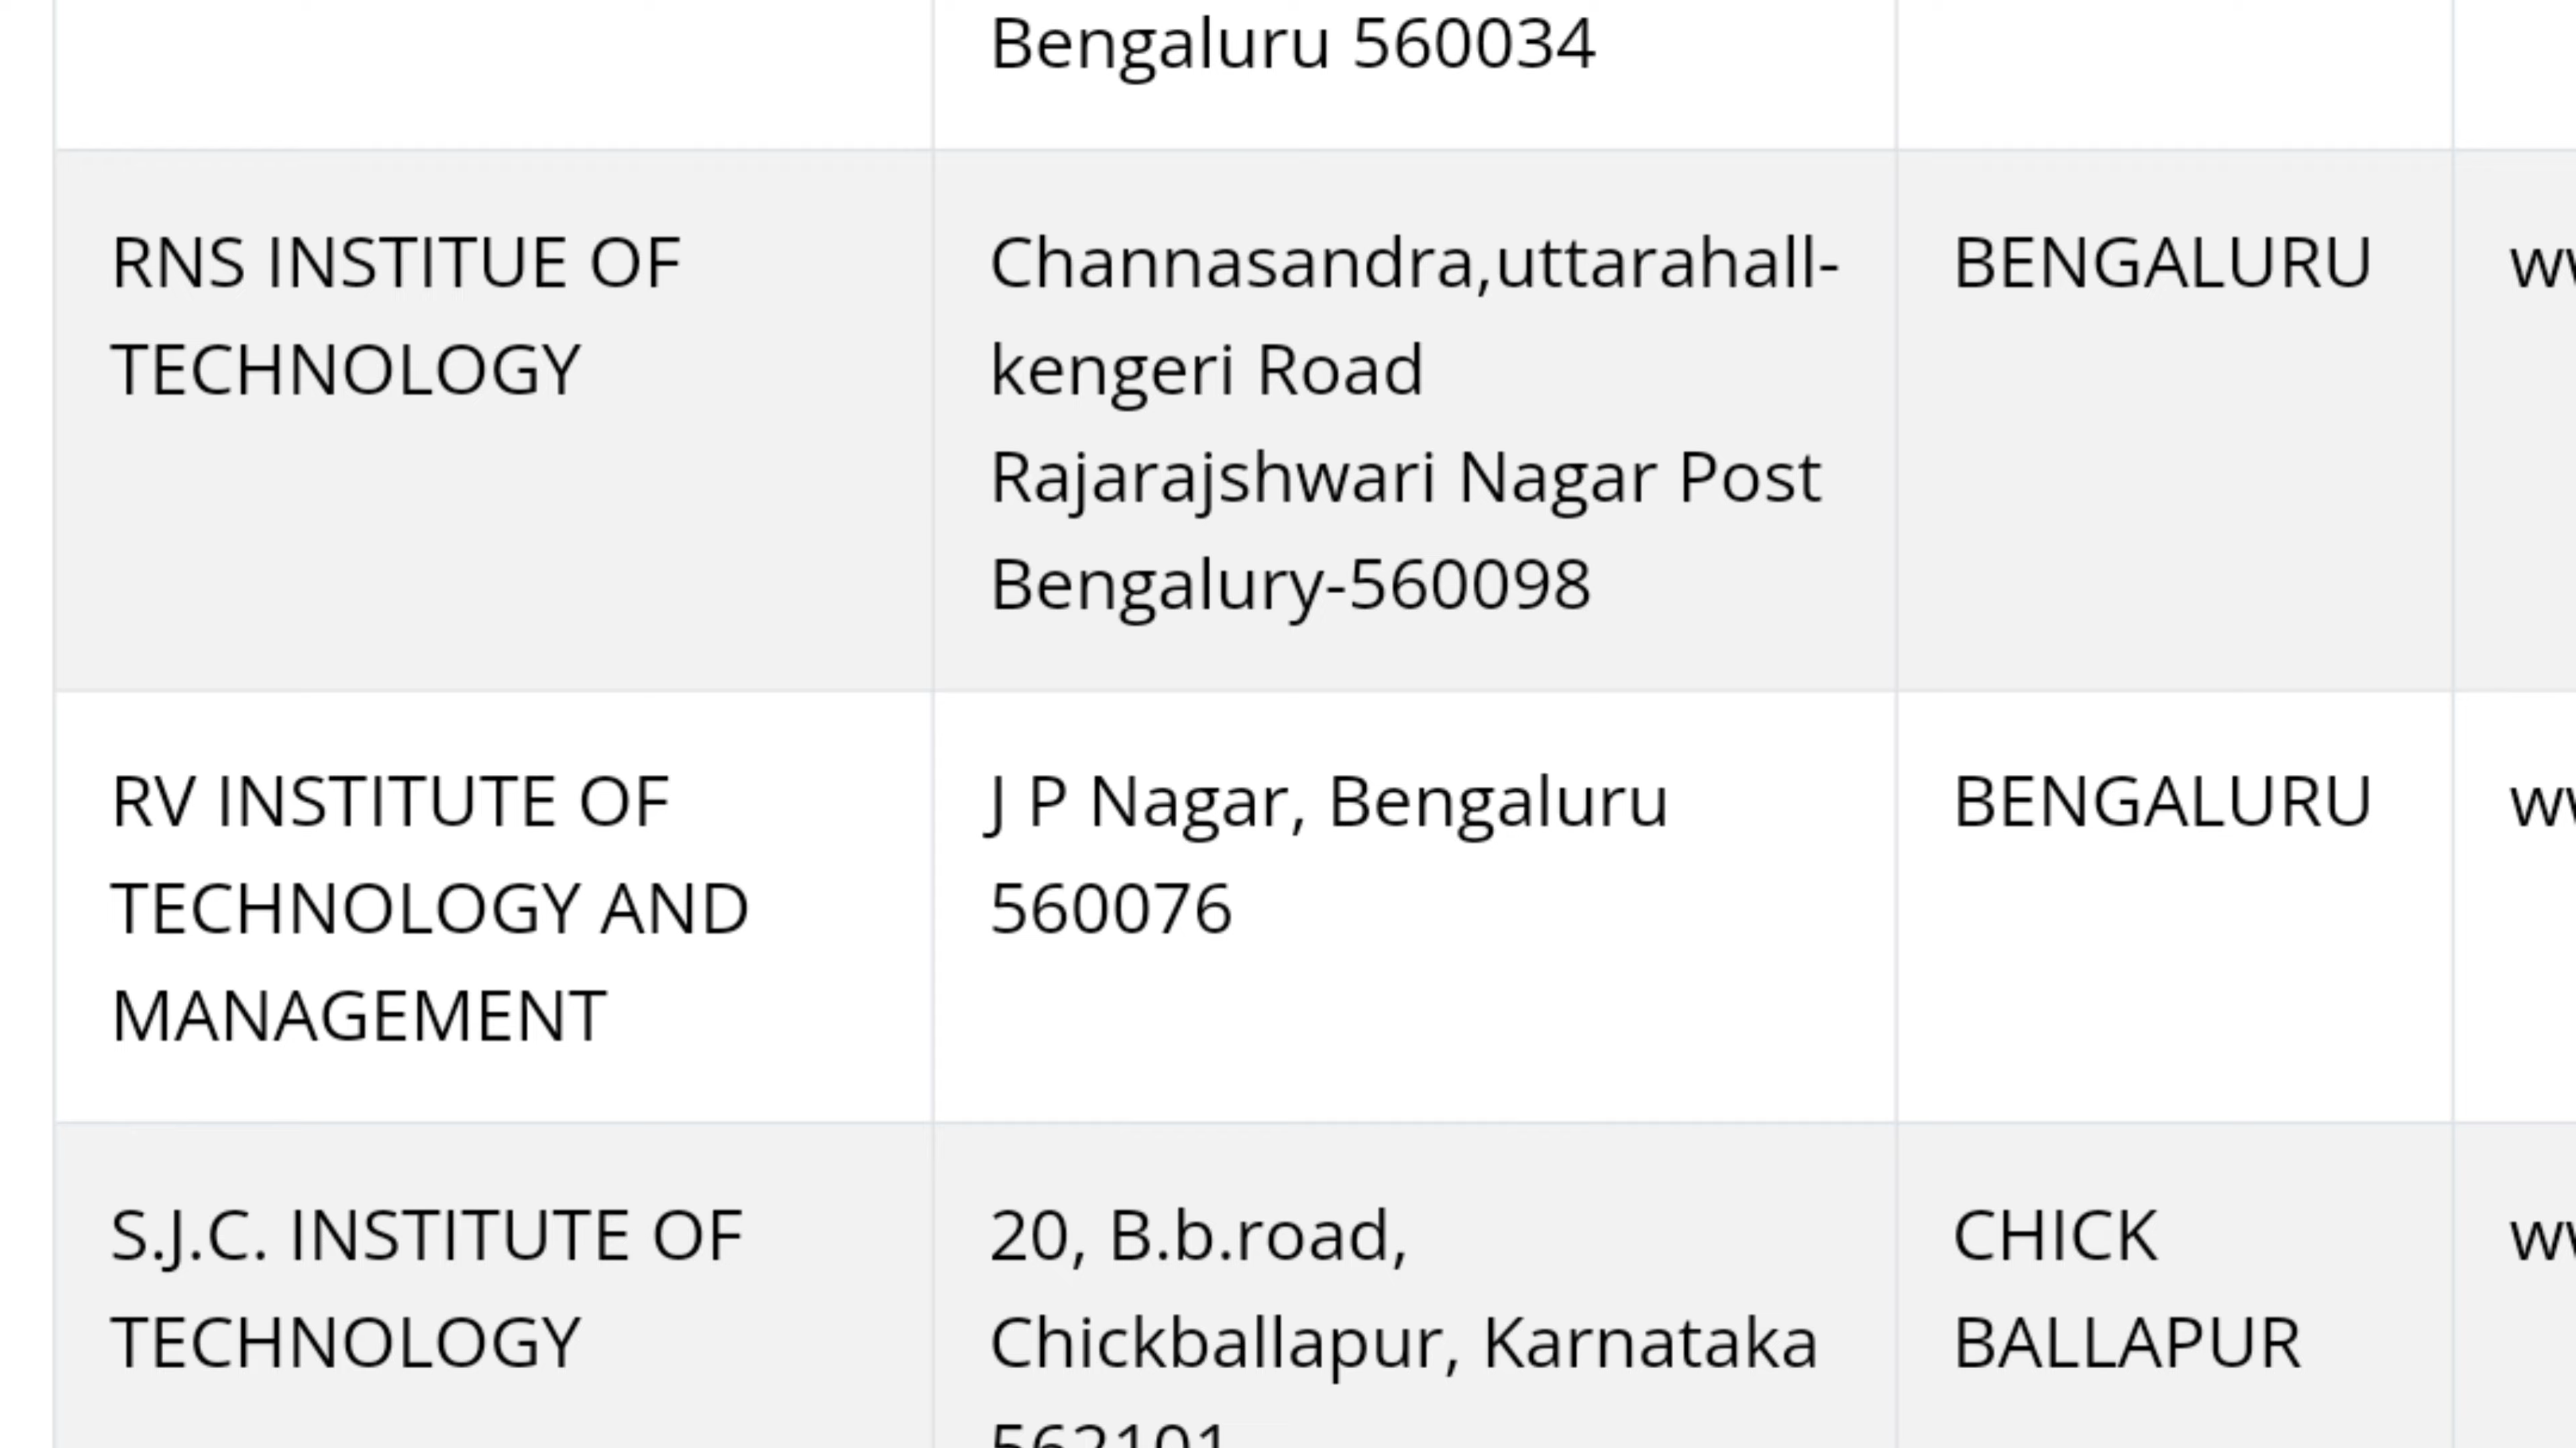 Bengaluru 560034
RNS INSTITUE OF
TECHNOLOGY
Channasandra,uttarahall-
kengeri Road
Rajarajshwari Nagar Post
Bengalury-560098
BENGALURU
RV INSTITUTE OF
TECHNOLOGY AND
MANAGEMENT
J P Nagar, Bengaluru
560076
BENGALURU
S.J.C. INSTITUTE OF
TECHNOLOGY
20, B.b.road,
Chickballapur, Karnataka
562101
CHICK
BALLAPUR